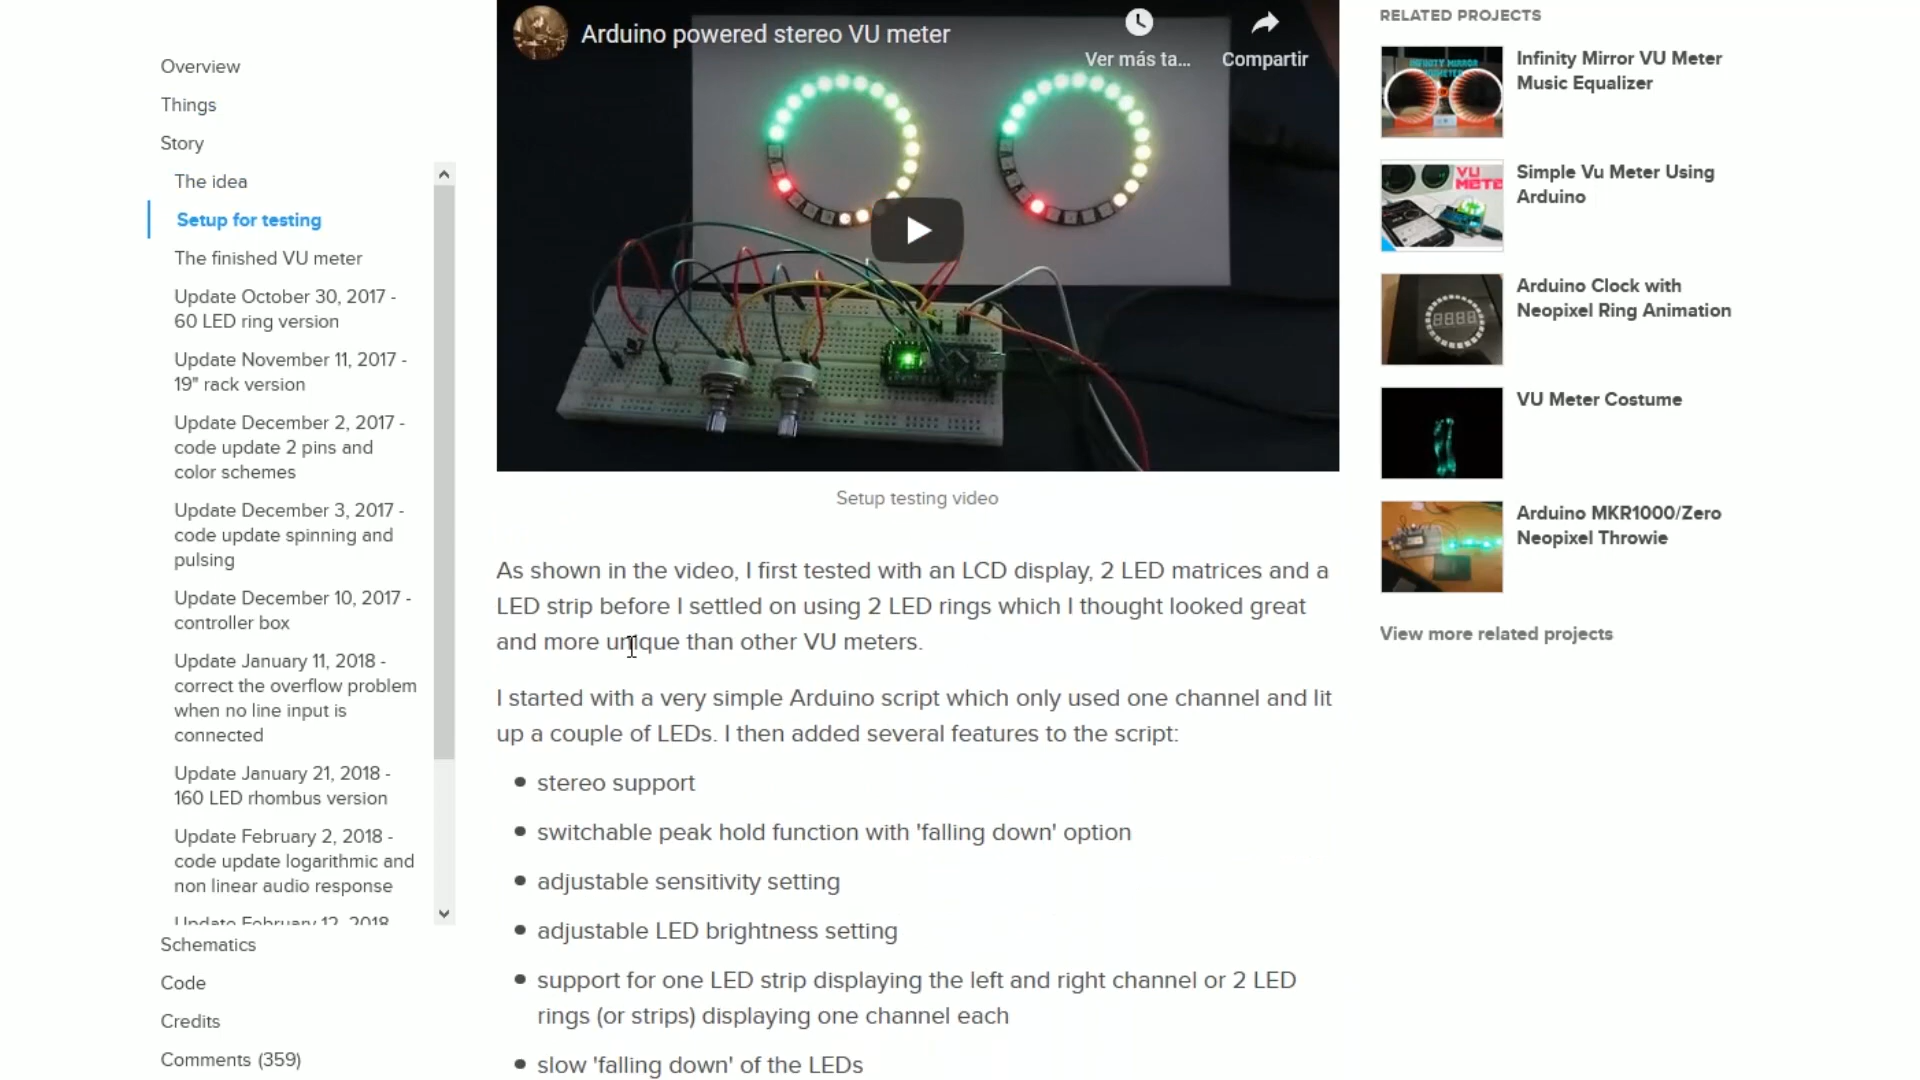 Overview
Things
Story
The idea
Setup for testing
The finished VU meter
Update October 30, 2017 -
60 LED ring version
Update November 11, 2017 -
19" rack version
Update December 2, 2017 -
code update 2 pins and
color schemes
Update December 3, 2017 -
code update spinning and
pulsing
Update December 10, 2017 -
controller box
Update January 11, 2018 -
correct the overflow problem
when no line input is
connected
Update January 21, 2018 -
160 LED rhombus version
Update February 2, 2018 -
code update logarithmic and
non linear audio response
Update February 12, 2018
Schematics
Code
Credits
Comments (359)
Arduino powered stereo VU meter
Ver más ta...
Compartir
Setup testing video
As shown in the video, I first tested with an LCD display, 2 LED matrices and a
LED strip before I settled on using 2 LED rings which I thought looked great
and more unique than other VU meters.
I started with a very simple Arduino script which only used one channel and lit
up a couple of LEDs. I then added several features to the script:
• stereo support
• switchable peak hold function with 'falling down' option
• adjustable sensitivity setting
• adjustable LED brightness setting
• support for one LED strip displaying the left and right channel or 2 LED
rings (or strips) displaying one channel each
• slow 'falling down' of the LEDs
RELATED PROJECTS
INFINITY MIRROR
Infinity Mirror VU Meter
Music Equalizer
VU
METE
Simple Vu Meter Using
Arduino
Arduino Clock with
Neopixel Ring Animation
VU Meter Costume
Arduino MKR1000/Zero
Neopixel Throwie
View more related projects